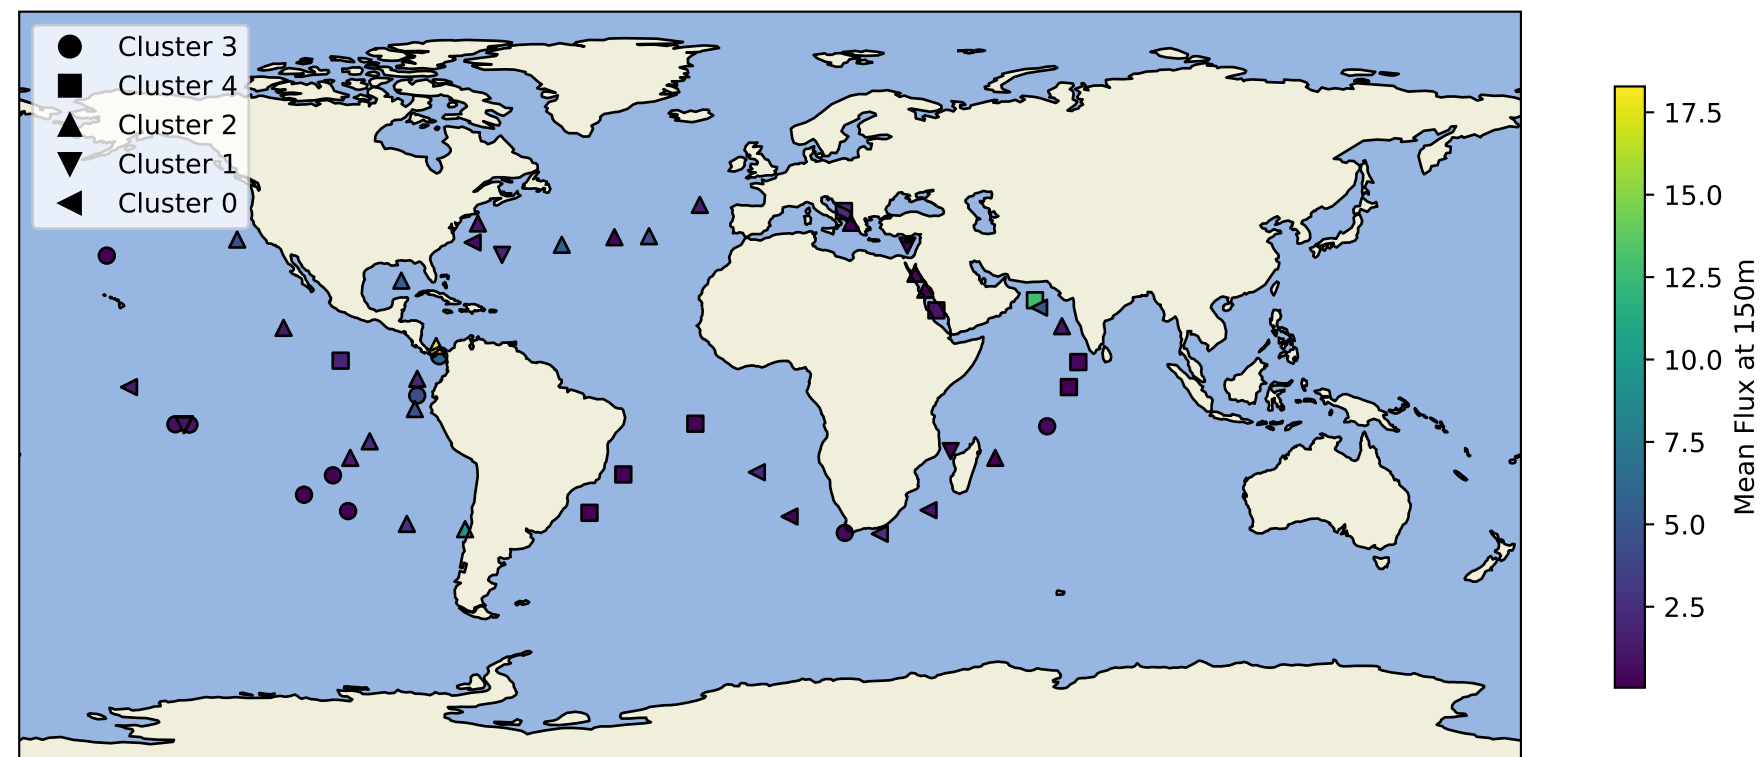 Cluster 3
Cluster 4
Cluster 2
Cluster 1
Cluster 0
17.5
15.0
12.5
10.0
7.5
5.0
2.5
Mean Flux at 150m